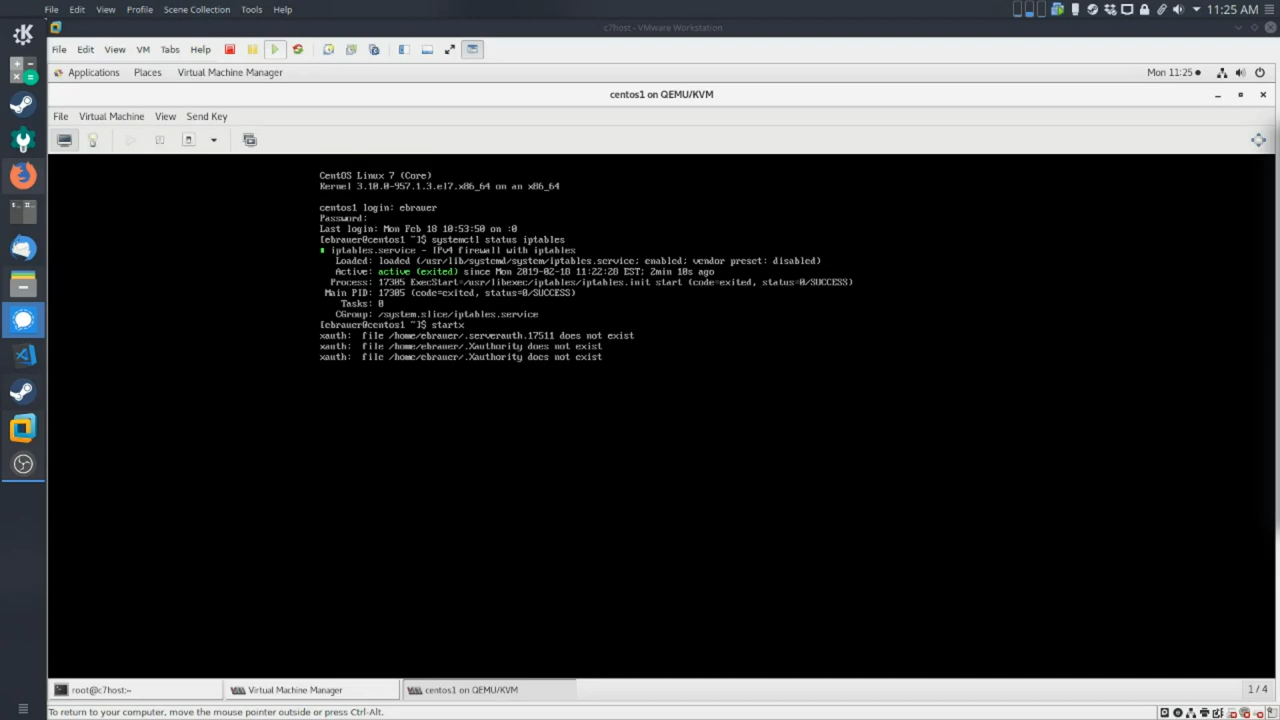 File Edit View Profile Scene Collection Tools Help
11:25 AM
c7host - VMware Workstation
File Edit View VM Tabs Help
Applications Places Virtual Machine Manager
Mon 11:25
centos1 on QEMU/KVM
File Virtual Machine View Send Key
CentOS Linux 7 (Core)
Kernel 3.10.0-957.1.3.el7.x86_64 on an x86_64
centos1 login: ebrauer
Password:
Last login: Mon Feb 18 10:53:50 on :0
[ebrauer@centos1 ~]$ systemctl status iptables
iptables.service - IPv4 firewall with iptables
Loaded: loaded (/usr/lib/systemd/system/iptables.service; enabled; vendor preset: disabled)
Active: active (exited) since Mon 2019-02-18 11:22:28 EST; 2min 10s ago
Process: 17305 ExecStart=/usr/libexec/iptables/iptables.init start (code=exited, status=0/SUCCESS)
Main PID: 17305 (code=exited, status=0/SUCCESS)
Tasks: 0
CGroup: /system.slice/iptables.service
[ebrauer@centos1 ~]$ startx
xauth: file /home/ebrauer/.serverauth.17511 does not exist
xauth: file /home/ebrauer/.Xauthority does not exist
xauth: file /home/ebrauer/.Xauthority does not exist
root@c7host:~ Virtual Machine Manager centos1 on QEMU/KVM 1 / 4
To return to your computer, move the mouse pointer outside or press Ctrl-Alt.